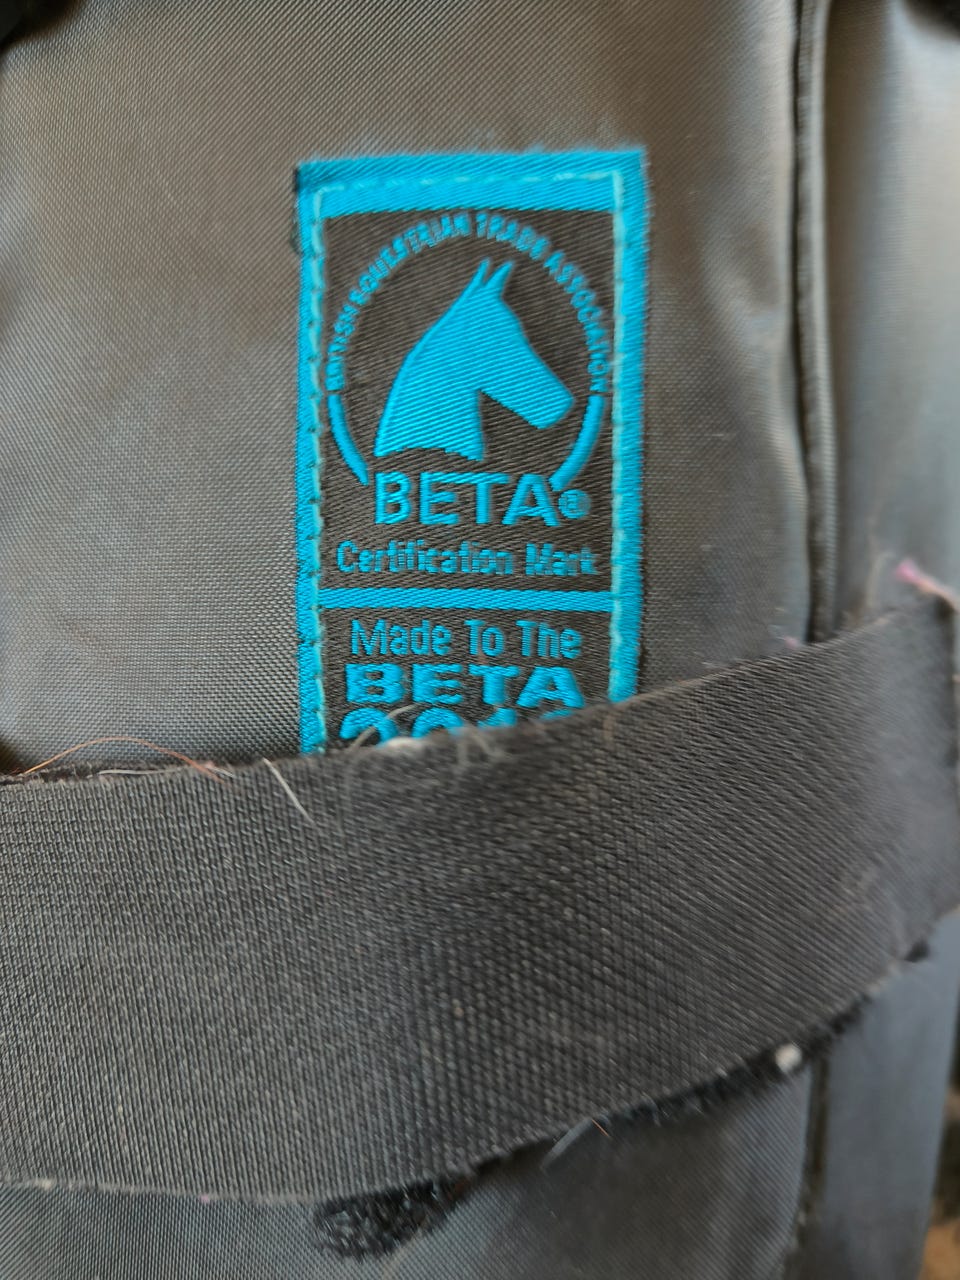 BRITISH EQUESTRIAN TRADE ASSOCIATION
BETA®
Certification Mark
Made To The
BETA